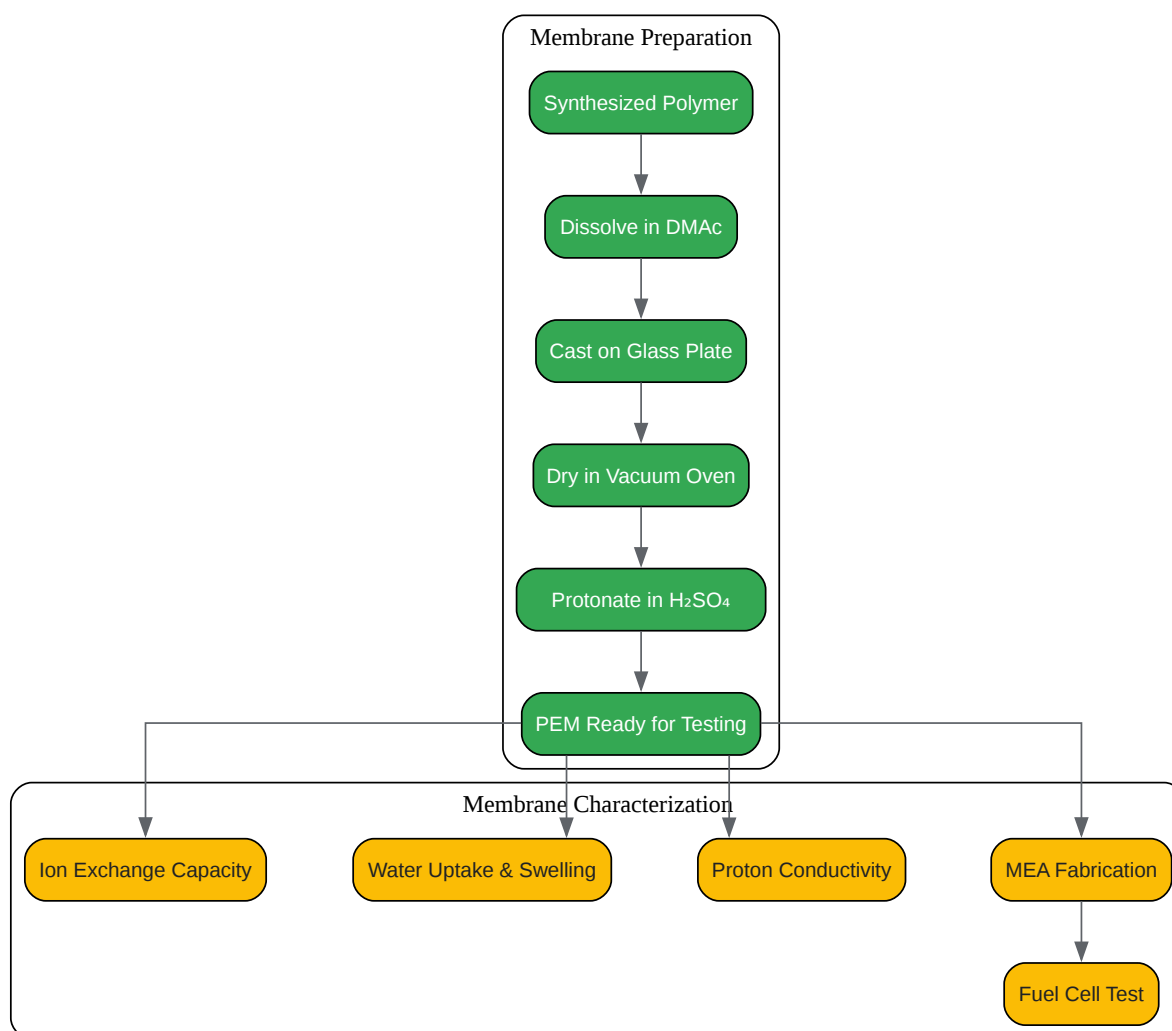 Membrane Preparation
Synthesized Polymer
Dissolve in DMAc
Cast on Glass Plate
Dry in Vacuum Oven
Protonate in H₂SO₄
PEM Ready for Testing
Membrane Characterization
Ion Exchange Capacity
Water Uptake & Swelling
Proton Conductivity
MEA Fabrication
Fuel Cell Test